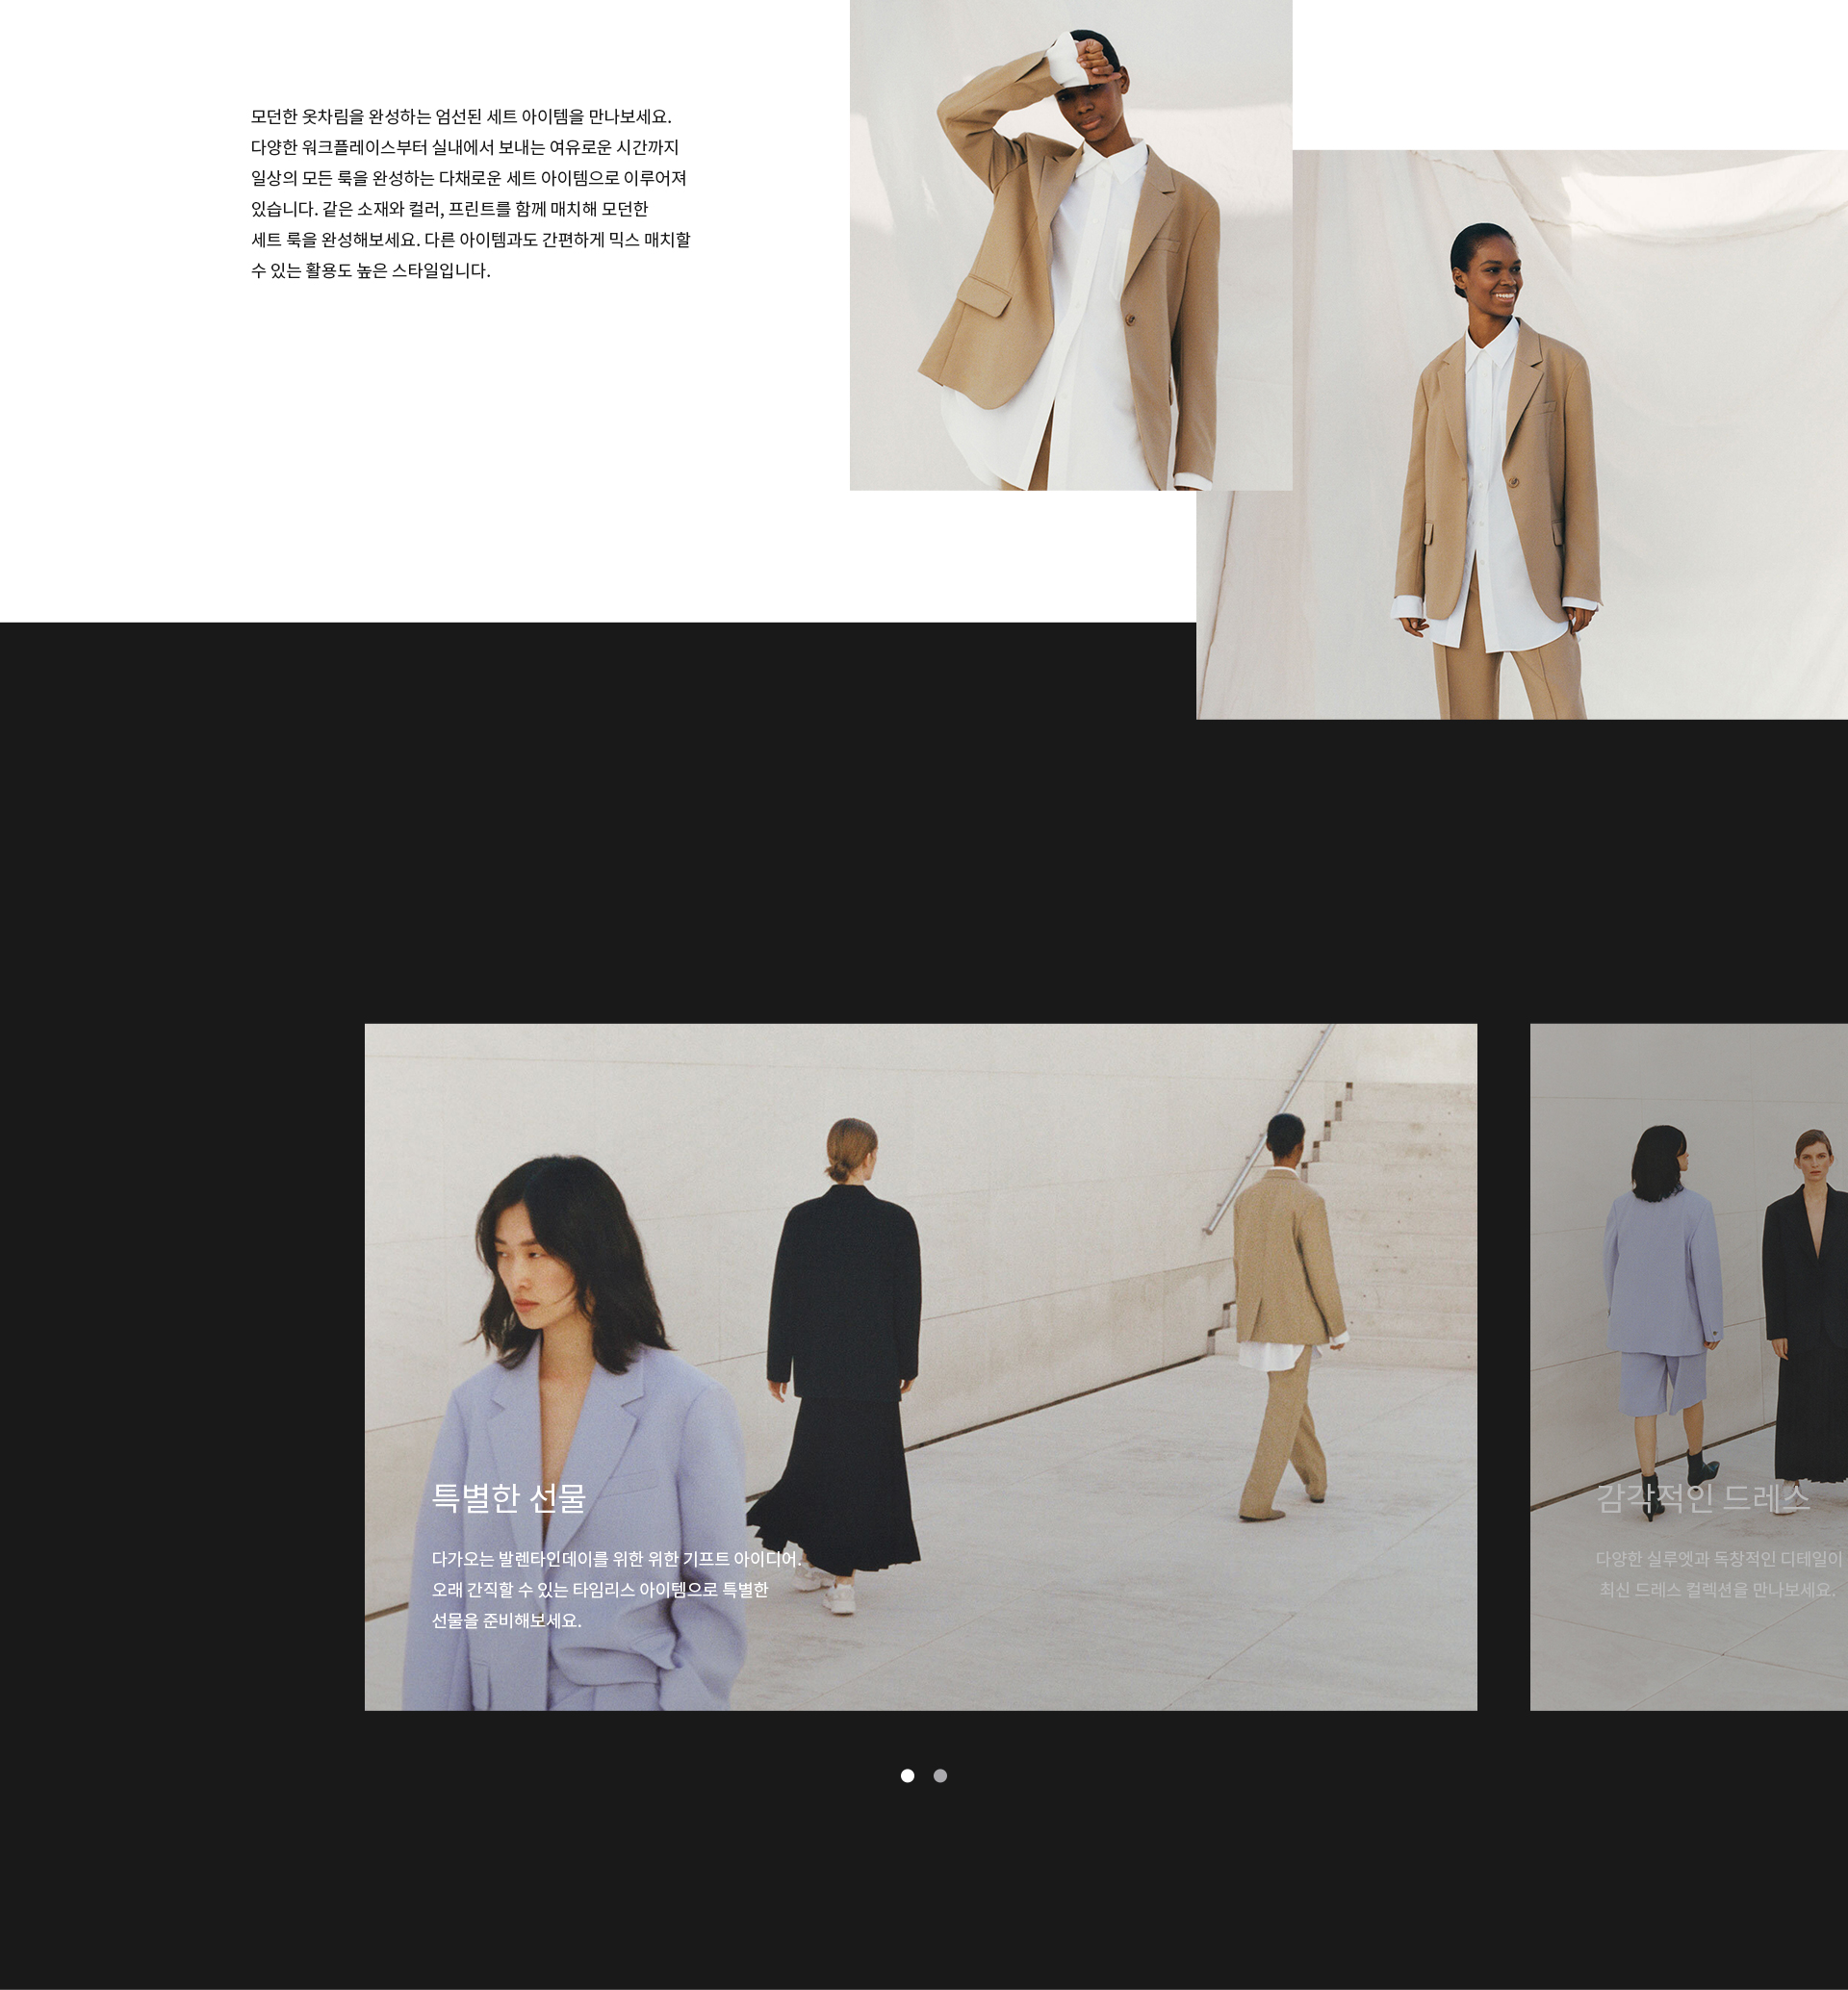 모던한 옷차림을 완성하는 엄선된 세트 아이템을 만나보세요.
다양한 워크플레이스부터 실내에서 보내는 여유로운 시간까지
일상의 모든 룩을 완성하는 다채로운 세트 아이템으로 이루어져
있습니다. 같은 소재와 컬러, 프린트를 함께 매치해 모던한
세트 룩을 완성해보세요. 다른 아이템과도 간편하게 믹스 매치할
수 있는 활용도 높은 스타일입니다.
특별한 선물
다가오는 발렌타인데이를 위한 위한 기프트 아이디어.
오래 간직할 수 있는 타임리스 아이템으로 특별한
선물을 준비해보세요.
감각적인 드레스
다양한 실루엣과 독창적인 디테일이
최신 드레스 컬렉션을 만나보세요.